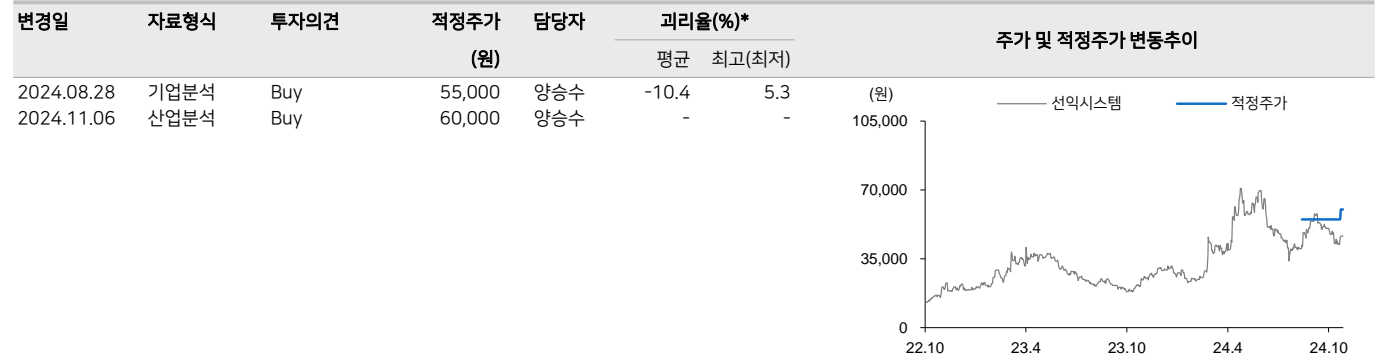 변경일 자료형식 투자의견 적정주가 담당자 괴리율(%)*
(원) 평균 최고(최저)
2024.08.28 기업분석 Buy 55,000 양승수 -10.4 5.3
2024.11.06 산업분석 Buy 60,000 양승수 - -
주가 및 적정주가 변동추이
(원) 선익시스템 적정주가
105,000
70,000
35,000
0
22.10 23.4 23.10 24.4 24.10